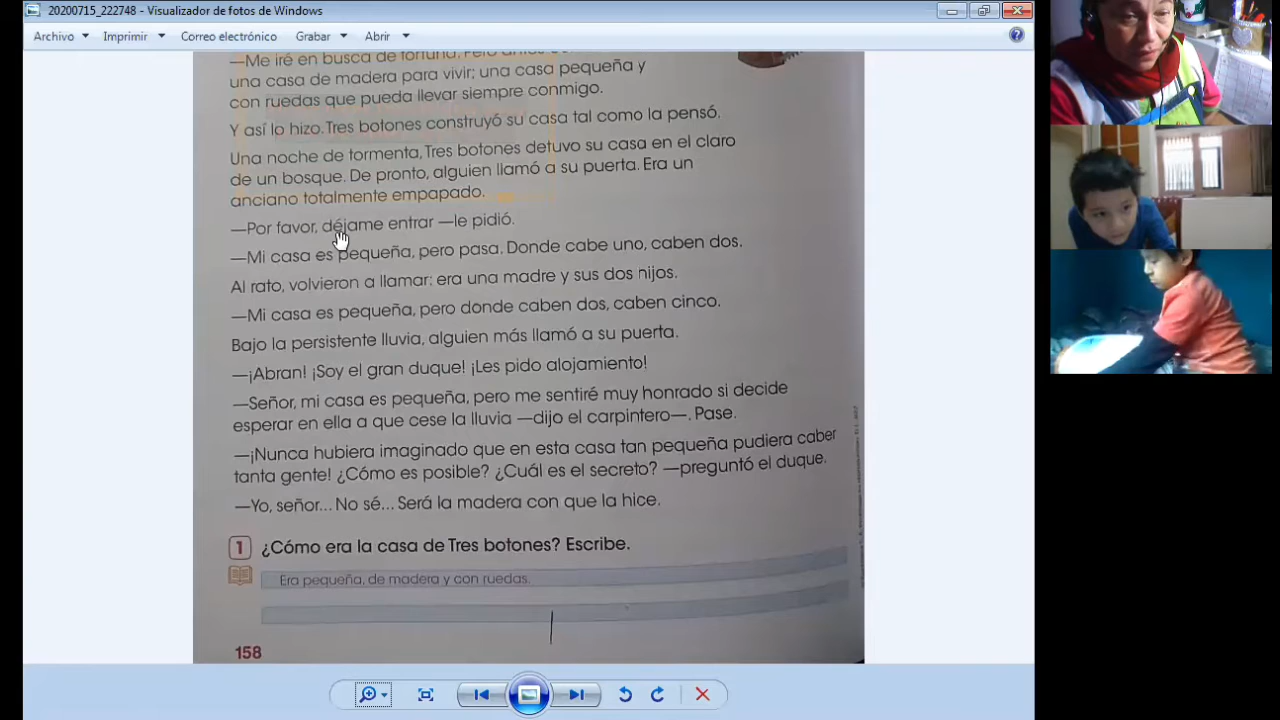 20200715_222748 - Visualizador de fotos de Windows
Archivo Imprimir Correo electrónico Grabar Abrir
—Me iré en busca de fortuna. Pero antes
una casa de madera para vivir; una casa pequeña y
con ruedas que pueda llevar siempre conmigo.
Y así lo hizo. Tres botones construyó su casa tal como la pensó.
Una noche de tormenta, Tres botones detuvo su casa en el claro
de un bosque. De pronto, alguien llamó a su puerta. Era un
anciano totalmente empapado.
—Por favor, déjame entrar —le pidió.
—Mi casa es pequeña, pero pasa. Donde cabe uno, caben dos.
Al rato, volvieron a llamar: era una madre y sus dos hijos.
—Mi casa es pequeña, pero donde caben dos, caben cinco.
Bajo la persistente lluvia, alguien más llamó a su puerta.
—¡Abran! ¡Soy el gran duque! ¡Les pido alojamiento!
—Señor, mi casa es pequeña, pero me sentiré muy honrado si decide
esperar en ella a que cese la lluvia —dijo el carpintero—. Pase.
—¡Nunca hubiera imaginado que en esta casa tan pequeña pudiera caber
tanta gente! ¿Cómo es posible? ¿Cuál es el secreto? —preguntó el duque.
—Yo, señor... No sé... Será la madera con que la hice.
1 ¿Cómo era la casa de Tres botones? Escribe.
Era pequeña, de madera y con ruedas.
158